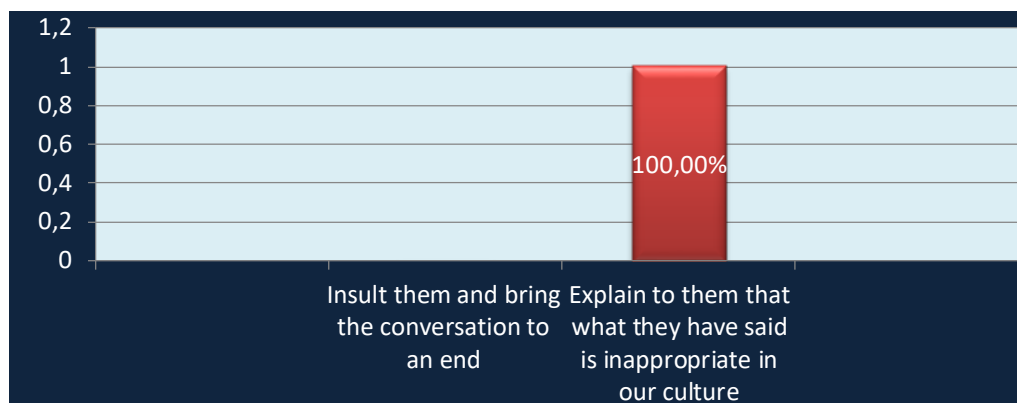 1,2
1
0,8
0,6
0,4
0,2
0
100,00%
Insult them and bring
the conversation to
an end
Explain to them that
what they have said
is inappropriate in
our culture